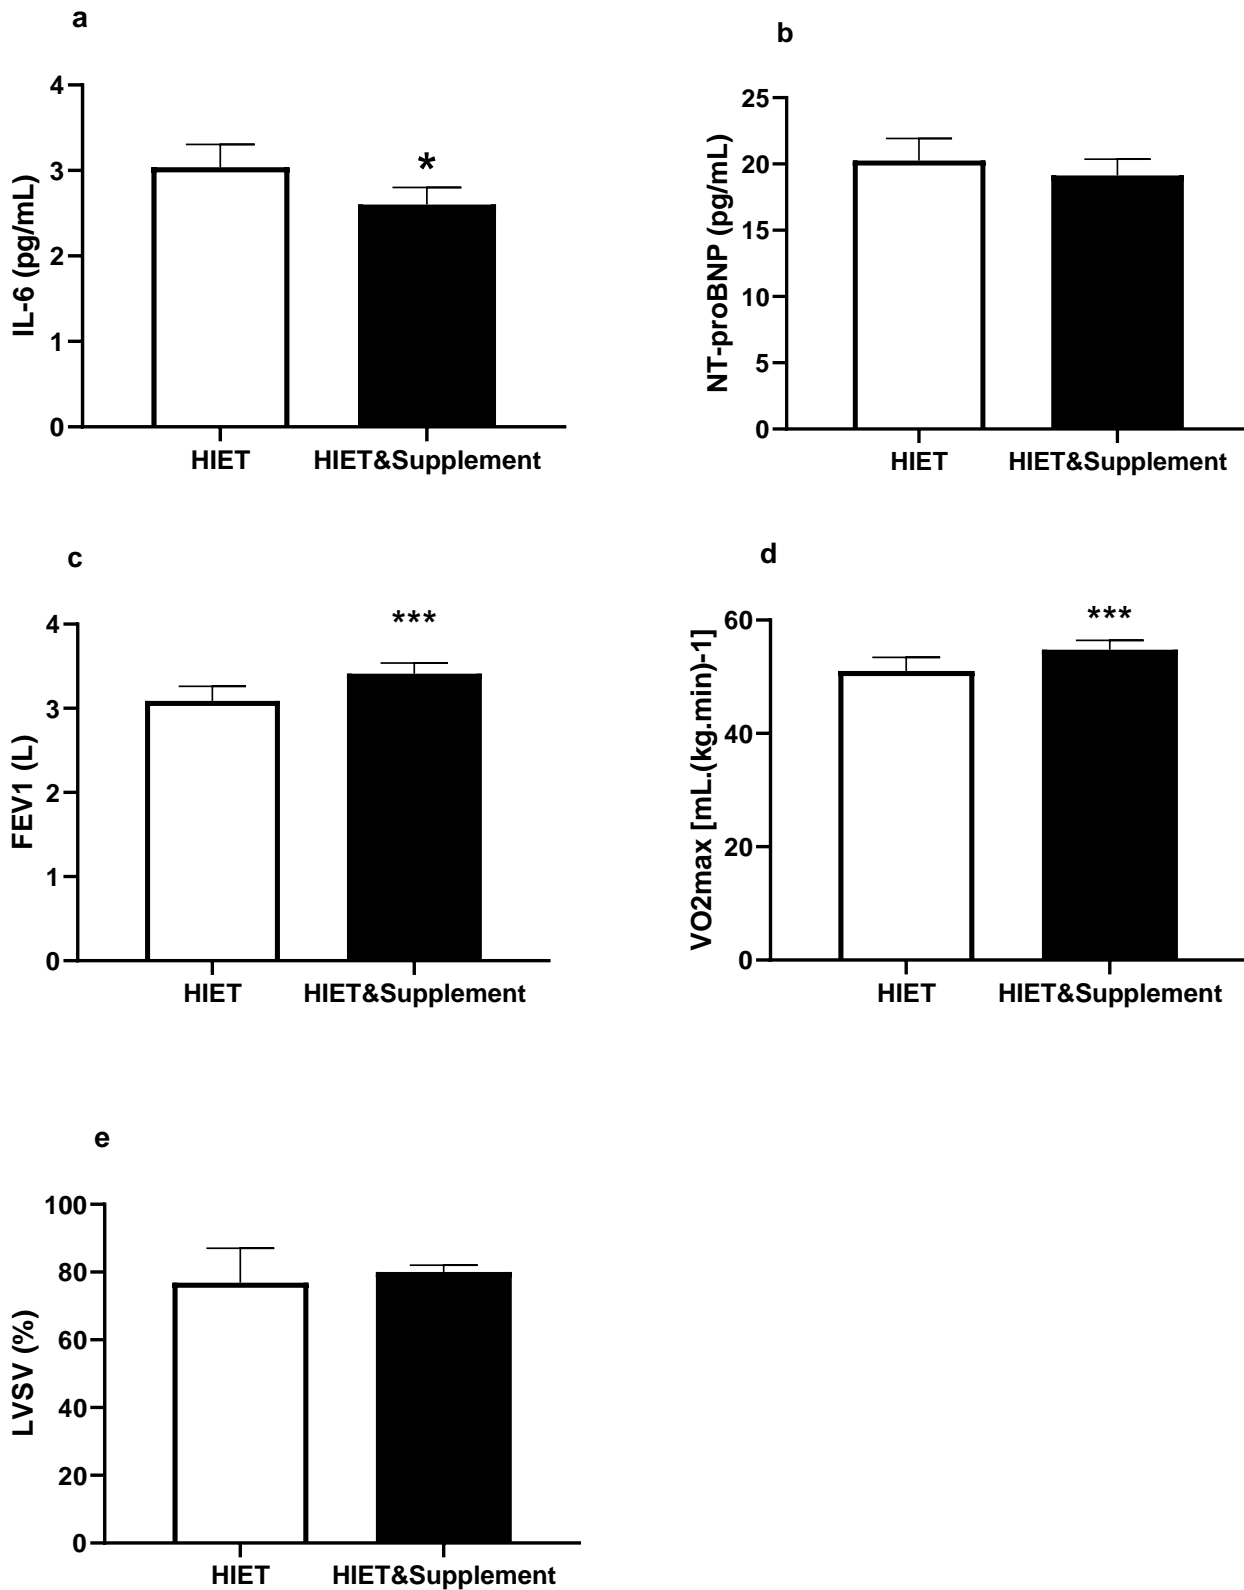 a
IL-6 (pg/mL)
4
3
2
1
0
*
HIET
HIET&Supplement
b
NT-proBNP (pg/mL)
25
20
15
10
5
0
HIET
HIET&Supplement
c
FEV1 (L)
4
3
2
1
0
***
HIET
HIET&Supplement
d
VO2max [mL.(kg.min)-1]
60
40
20
0
***
HIET
HIET&Supplement
e
LVSV (%)
100
80
60
40
20
0
HIET
HIET&Supplement